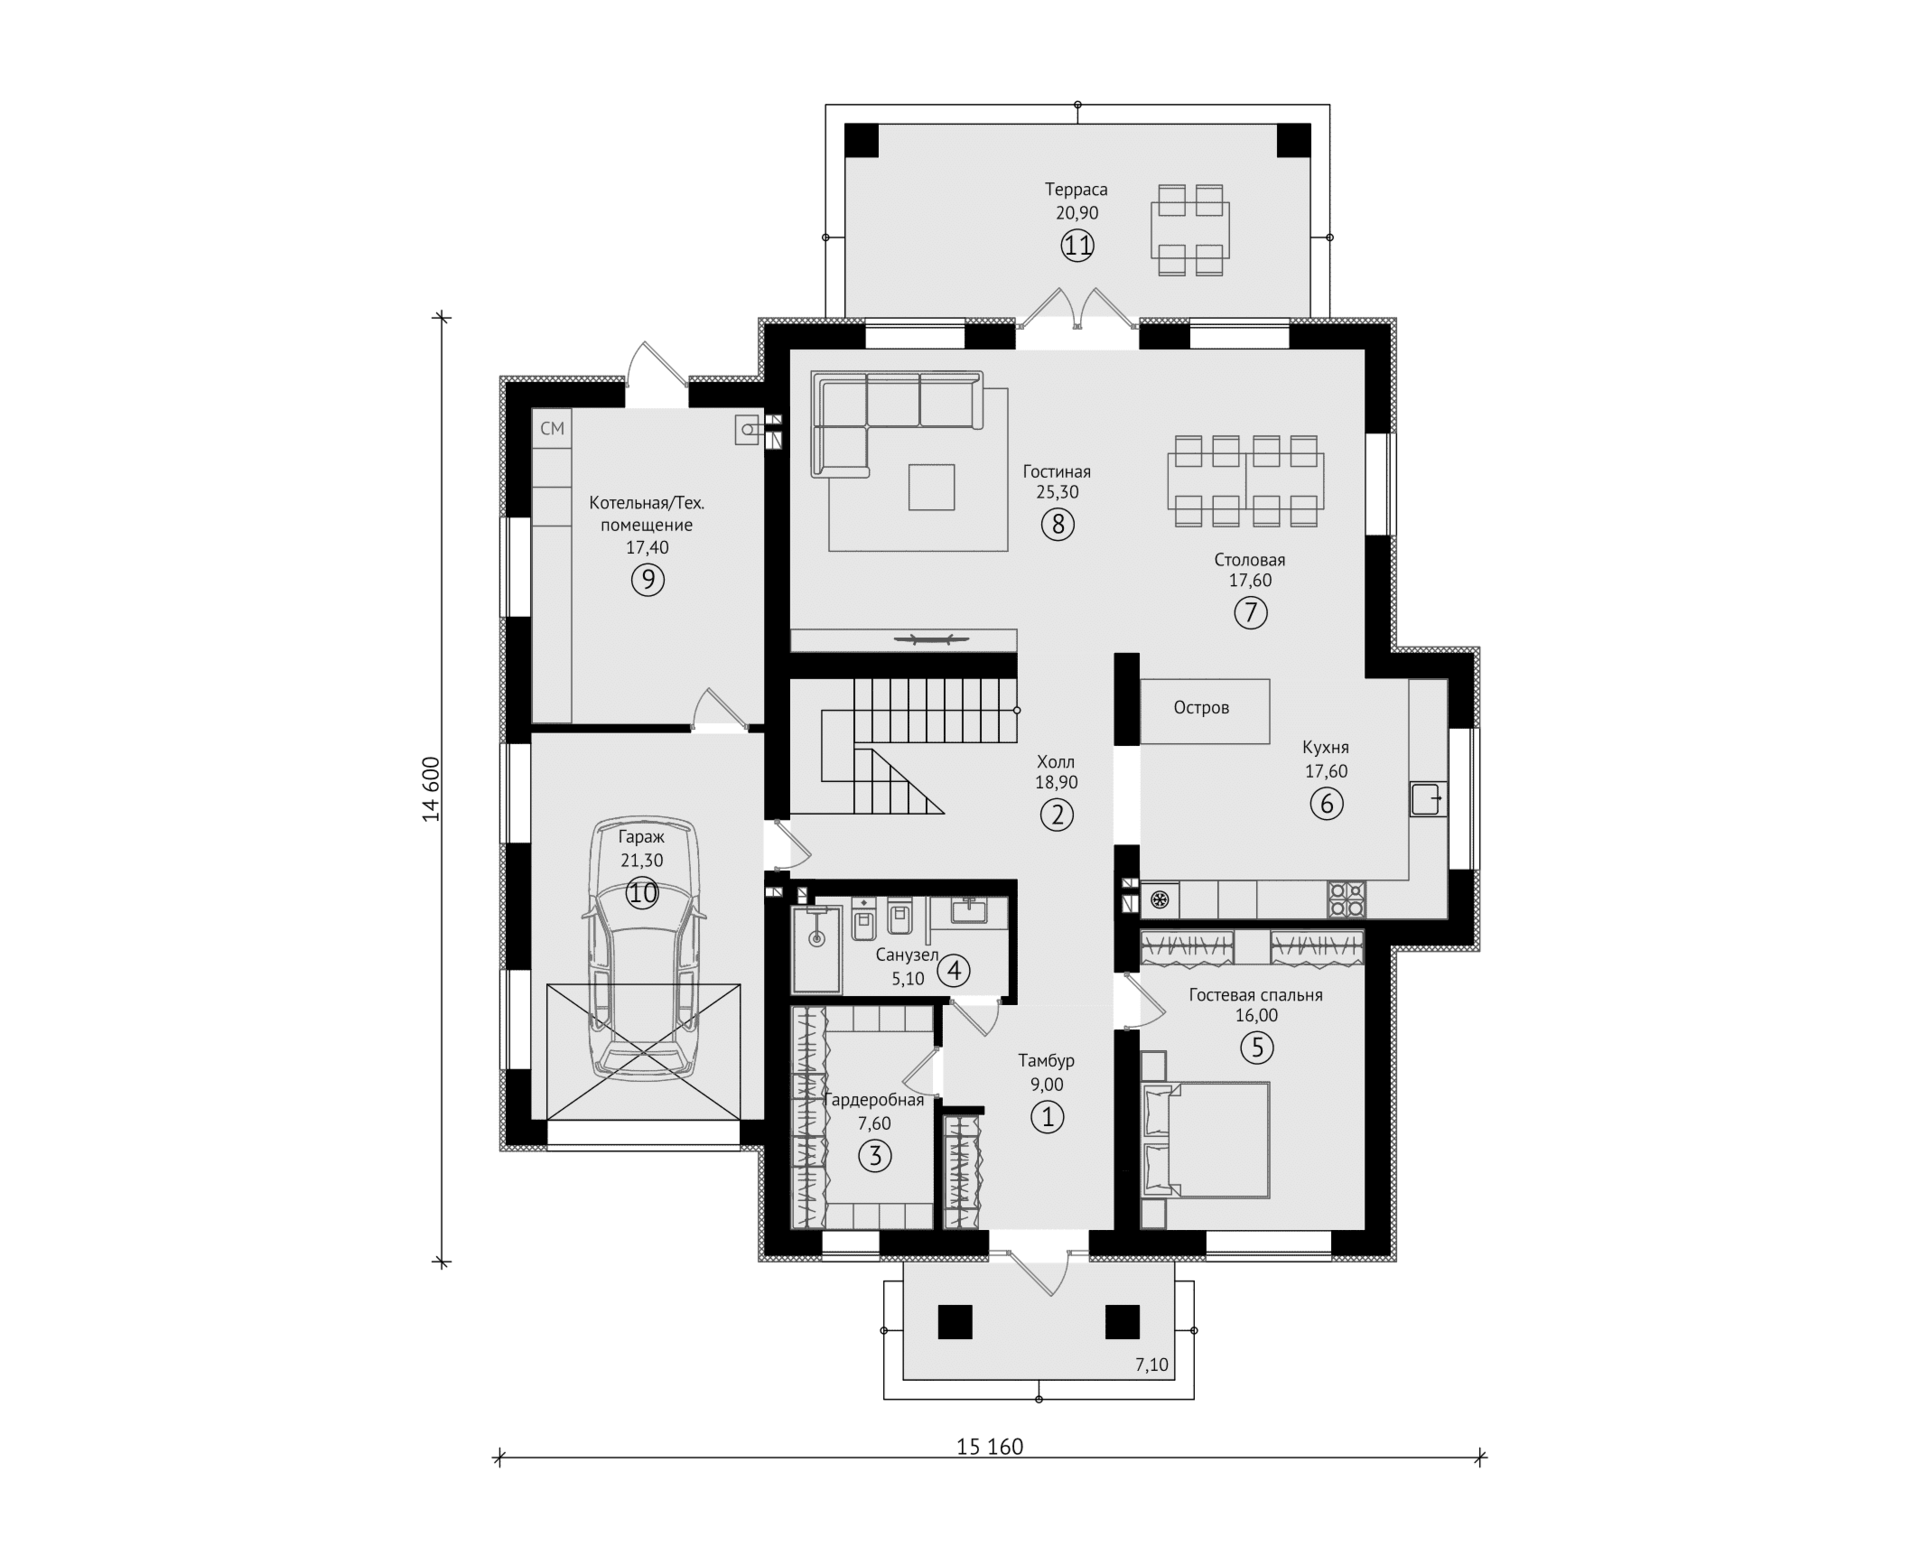 Терраса
20,90
11
СМ
Котельная/Тех.
помещение
17,40
9
Гостиная
25,30
8
Столовая
17,60
7
Остров
Кухня
17,60
6
Холл
18,90
2
14 600
Гараж
21,30
10
Санузел
5,10
4
Гостевая спальня
16,00
5
Тамбур
9,00
1
Гардеробная
7,60
3
7,10
15 160